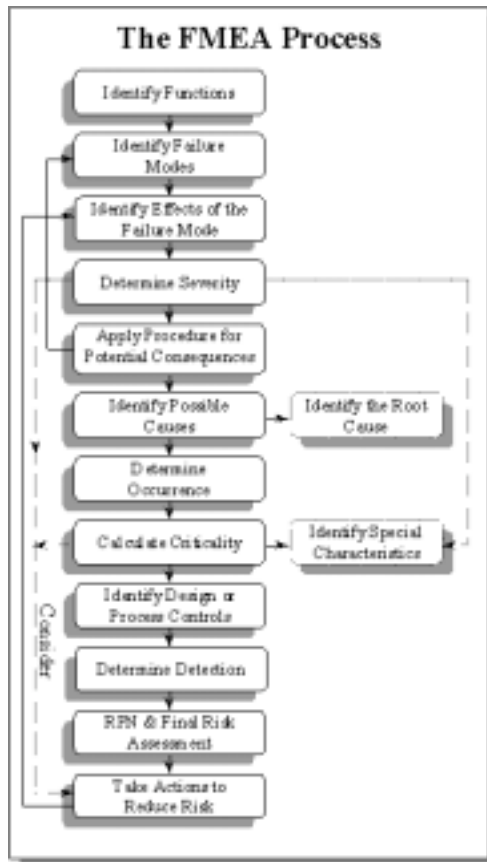 The FMEA Process
Identify Functions
Identify Failure
Modes
Identify Effects of the
Failure Mode
Determine Severity
Apply Procedure for
Potential Consequences
Identify Possible
Causes
Identify the Root
Cause
Determine
Occurrence
Calculate Criticality
Identify Special
Characteristics
Identify Design or
Process Controls
Consider
Determine Detection
RPN & Final Risk
Assessment
Take Actions to
Reduce Risk